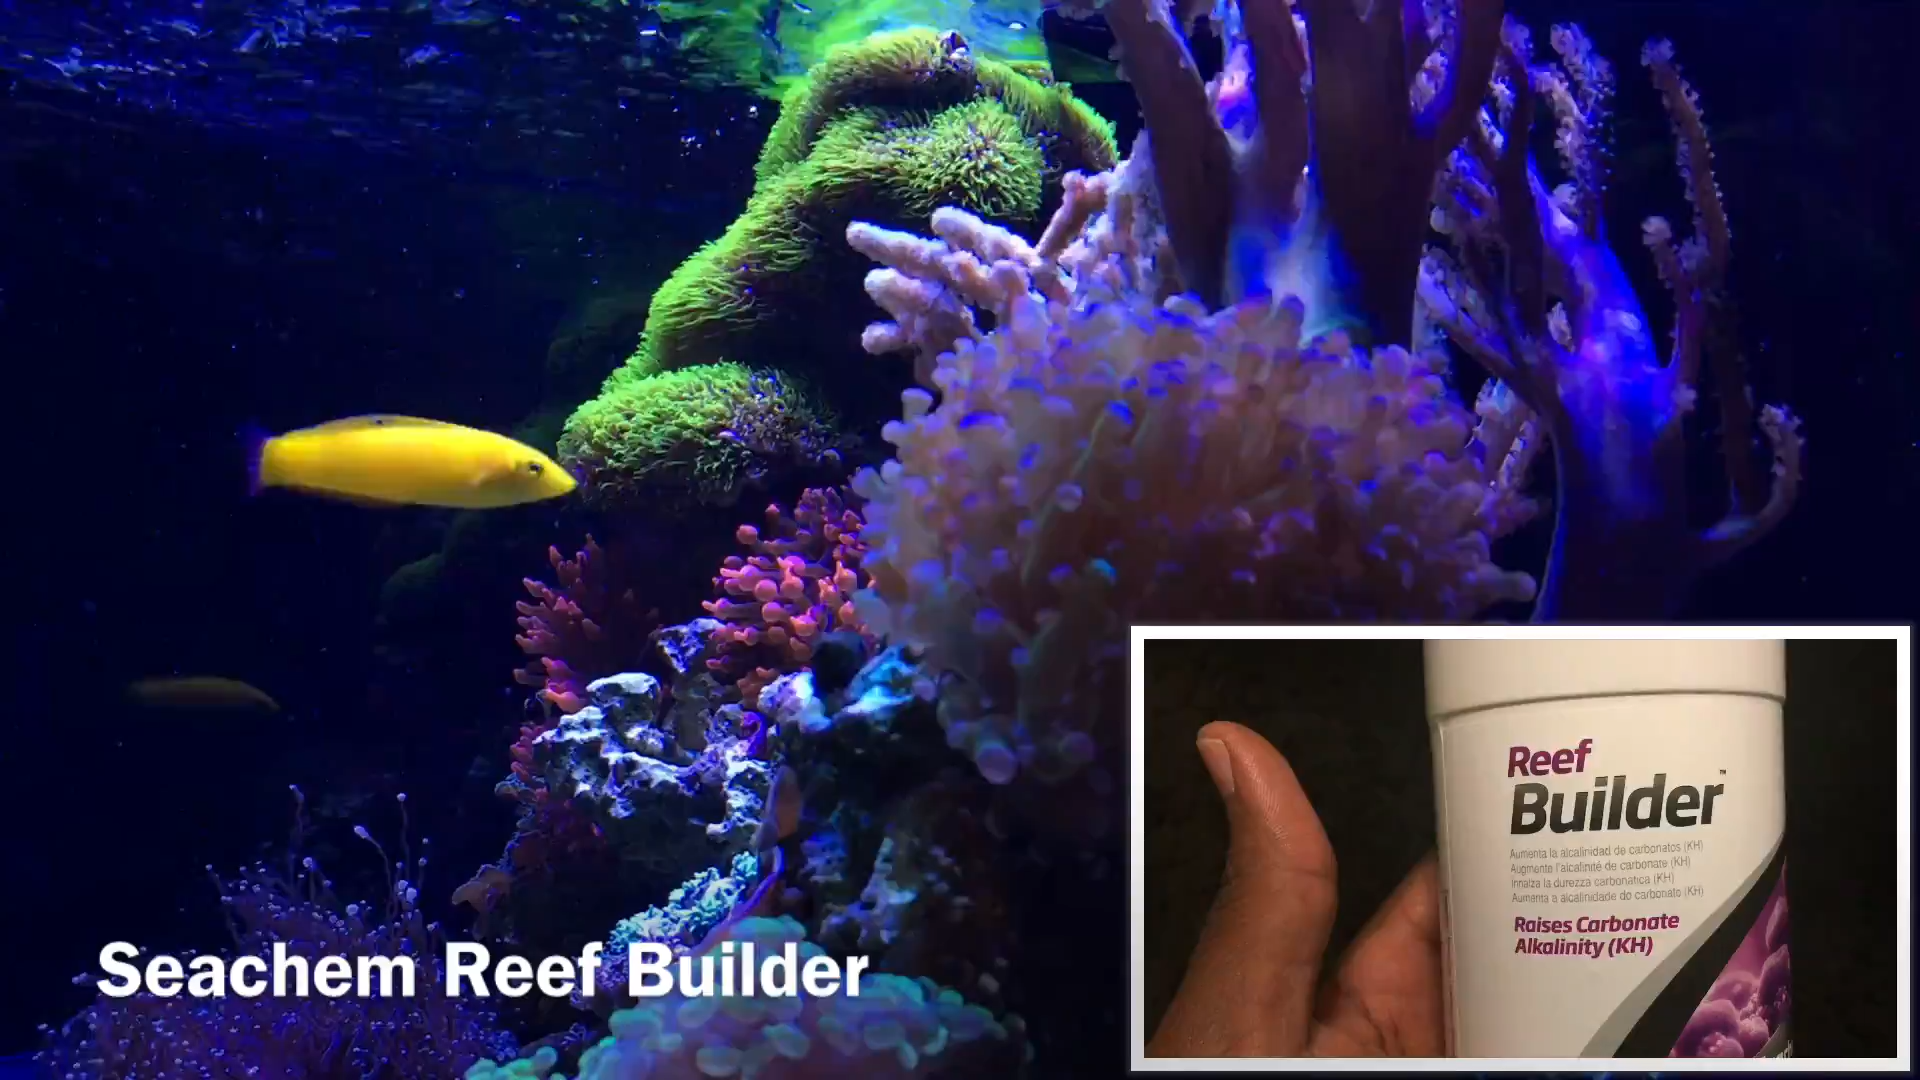 Seachem Reef Builder
Reef
Builder™
Aumenta la alcalinidad de carbonatos (KH)
Augmente l'alcalinité de carbonate (KH)
Innalza la durezza carbonatica (KH)
Aumenta a alcalinidade do carbonato (KH)
Raises Carbonate
Alkalinity (KH)